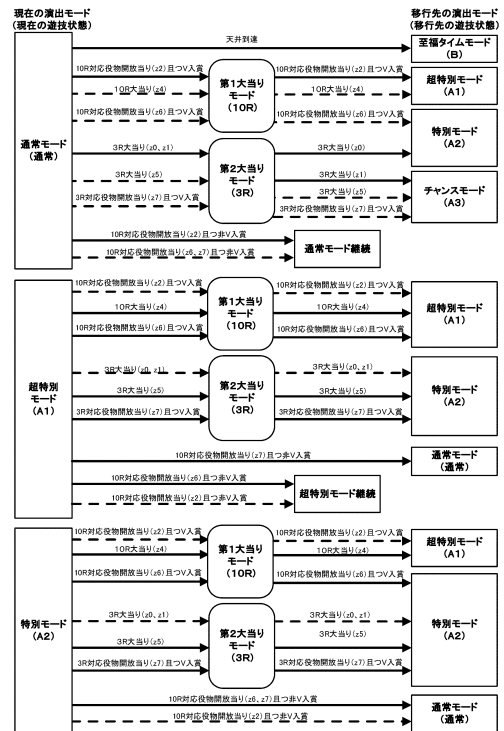 現在の演出モード
(現在の遊技状態)
移行先の演出モード
(移行先の遊技状態)
天井到達
至福タイムモード
(B)
10R対応役物開放当り(z2)且つV入賞
10R対応役物開放当り(z2)且つV入賞
10R大当り(z4)
第1大当り
モード
(10R)
10R大当り(z4)
超特別モード
(A1)
10R対応役物開放当り(z6)且つV入賞
10R対応役物開放当り(z6)且つV入賞
特別モード
(A2)
通常モード
(通常)
3R大当り(z0、z1)
3R大当り(z0)
第2大当り
モード
(3R)
3R大当り(z1)
3R大当り(z5)
3R大当り(z5)
チャンスモード
(A3)
3R対応役物開放当り(z7)且つV入賞
3R対応役物開放当り(z7)且つV入賞
10R対応役物開放当り(z2)且つ非V入賞
10R対応役物開放当り(z6、z7)且つ非V入賞
通常モード継続
10R対応役物開放当り(z2)且つV入賞
10R対応役物開放当り(z2)且つV入賞
10R大当り(z4)
第1大当り
モード
(10R)
10R大当り(z4)
超特別モード
(A1)
10R対応役物開放当り(z6)且つV入賞
10R対応役物開放当り(z6)且つV入賞
超特別
モード
(A1)
3R大当り(z0、z1)
3R大当り(z0、z1)
3R大当り(z5)
第2大当り
モード
(3R)
3R大当り(z5)
特別モード
(A2)
3R対応役物開放当り(z7)且つV入賞
3R対応役物開放当り(z7)且つV入賞
10R対応役物開放当り(z7)且つ非V入賞
通常モード
(通常)
10R対応役物開放当り(z6)且つ非V入賞
10R対応役物開放当り(z2)且つ非V入賞
超特別モード継続
10R対応役物開放当り(z2)且つV入賞
10R対応役物開放当り(z2)且つV入賞
10R大当り(z4)
第1大当り
モード
(10R)
10R大当り(z4)
超特別モード
(A1)
10R対応役物開放当り(z6)且つV入賞
10R対応役物開放当り(z6)且つV入賞
特別モード
(A2)
3R大当り(z0、z1)
3R大当り(z0、z1)
3R大当り(z5)
第2大当り
モード
(3R)
3R大当り(z5)
特別モード
(A2)
3R対応役物開放当り(z7)且つV入賞
3R対応役物開放当り(z7)且つV入賞
10R対応役物開放当り(z6、z7)且つ非V入賞
10R対応役物開放当り(z2)且つ非V入賞
通常モード
(通常)